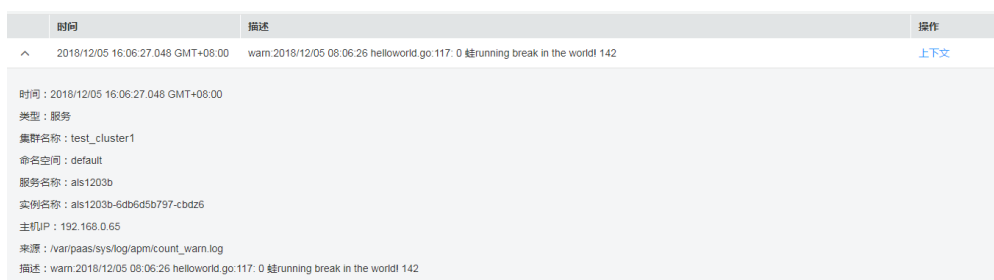 时间 描述 操作
2018/12/05 16:06:27.048 GMT+08:00 warn:2018/12/05 08:06:26 helloworld.go:117: 0 蛙running break in the world! 142 上下文
时间：2018/12/05 16:06:27.048 GMT+08:00
类型：服务
集群名称：test_cluster1
命名空间：default
服务名称：als1203b
实例名称：als1203b-6db6d5b797-cbdz6
主机IP：192.168.0.65
来源：/var/paas/sys/log/apm/count_warn.log
描述：warn:2018/12/05 08:06:26 helloworld.go:117: 0 蛙running break in the world! 142